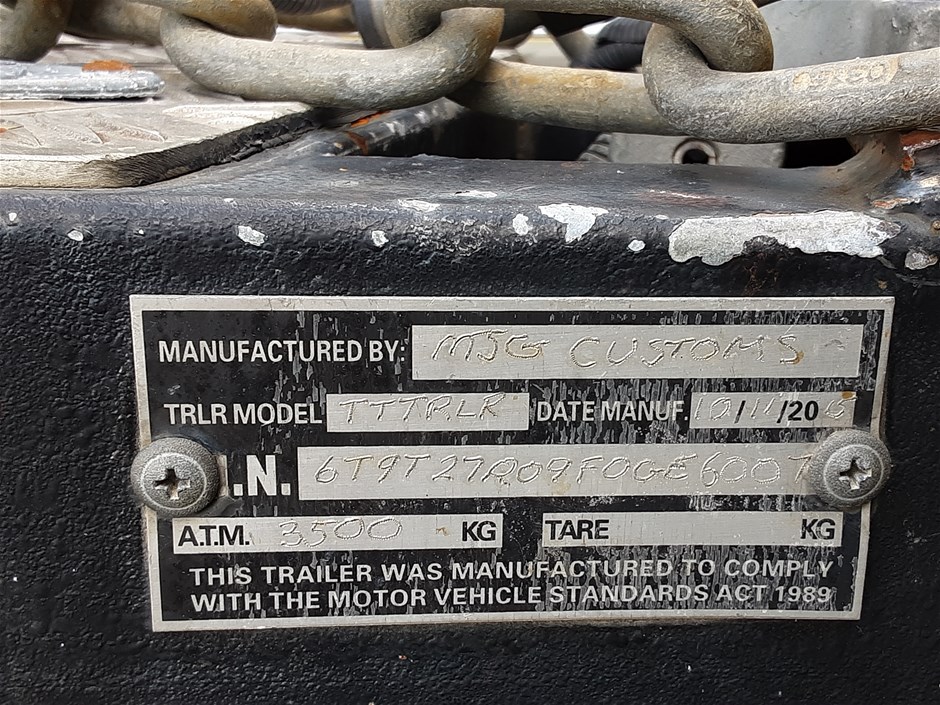 MANUFACTURED BY: MJG CUSTOMS
TRLR MODEL TTTRLR DATE MANUF. 10/11/20 6
.I.N. 6T9T27R09F0GE6007
A.T.M. 3500 KG TARE KG
THIS TRAILER WAS MANUFACTURED TO COMPLY
WITH THE MOTOR VEHICLE STANDARDS ACT 1989